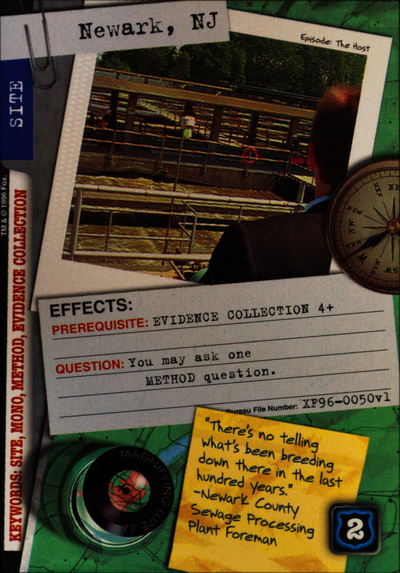 Newark, NJ
Episode: The Host
SITE
TM & © 1996 Fox.
KEYWORDS: SITE, MONO, METHOD, EVIDENCE COLLECTION
EFFECTS:
PREREQUISITE: EVIDENCE COLLECTION 4+
QUESTION: You may ask one
METHOD question.
Bureau File Number: XF96-0050v1
"There's no telling
what's been breeding
down there in the last
hundred years."
-Newark County
Sewage Processing
Plant Foreman
2